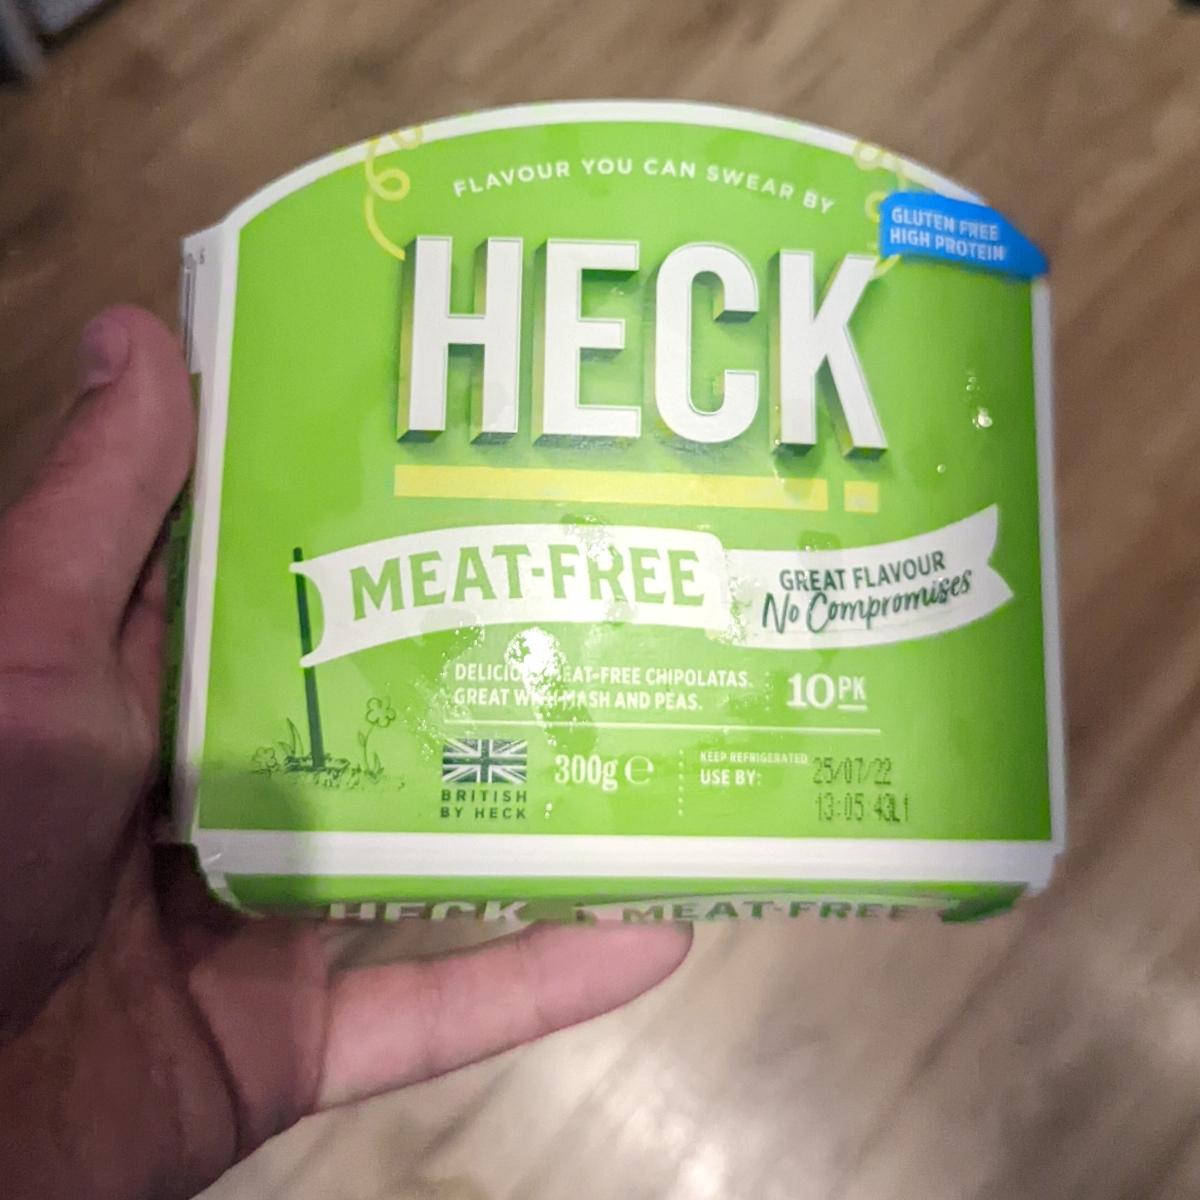 FLAVOUR YOU CAN SWEAR BY
GLUTEN FREE
HIGH PROTEIN
HECK
MEAT-FREE
GREAT FLAVOUR
No Compromises
DELICIOUS MEAT-FREE CHIPOLATAS.
GREAT WITH MASH AND PEAS.
10PK
BRITISH
BY HECK
300g e
KEEP REFRIGERATED
USE BY:
25/07/22
13:05 43L1
HECK MEAT-FREE